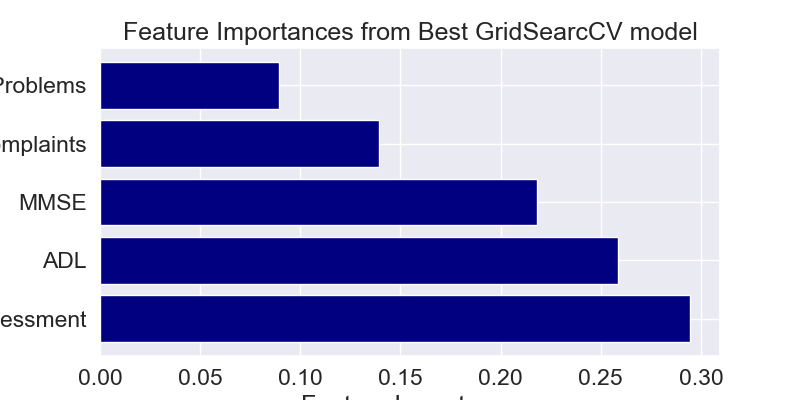 Feature Importances from Best GridSearcCV model
Problems
mplaints
MMSE
ADL
essment
0.00 0.05 0.10 0.15 0.20 0.25 0.30